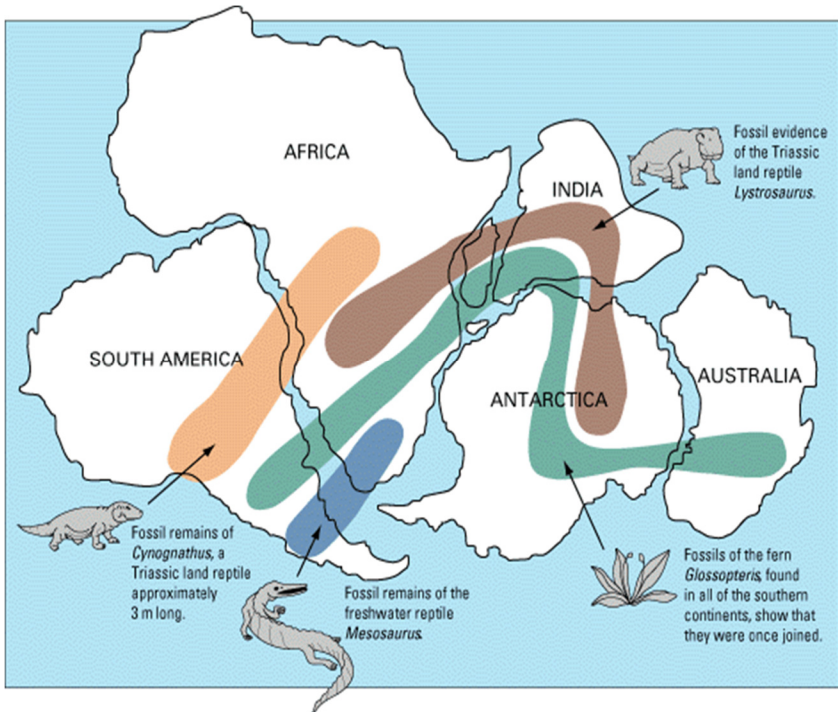 AFRICA
INDIA
Fossil evidence
of the Triassic
land reptile
Lystrosaurus.
SOUTH AMERICA
ANTARCTICA
AUSTRALIA
Fossil remains of
Cynognathus, a
Triassic land reptile
approximately
3 m long.
Fossil remains of the
freshwater reptile
Mesosaurus.
Fossils of the fern
Glossopteris, found
in all of the southern
continents, show that
they were once joined.